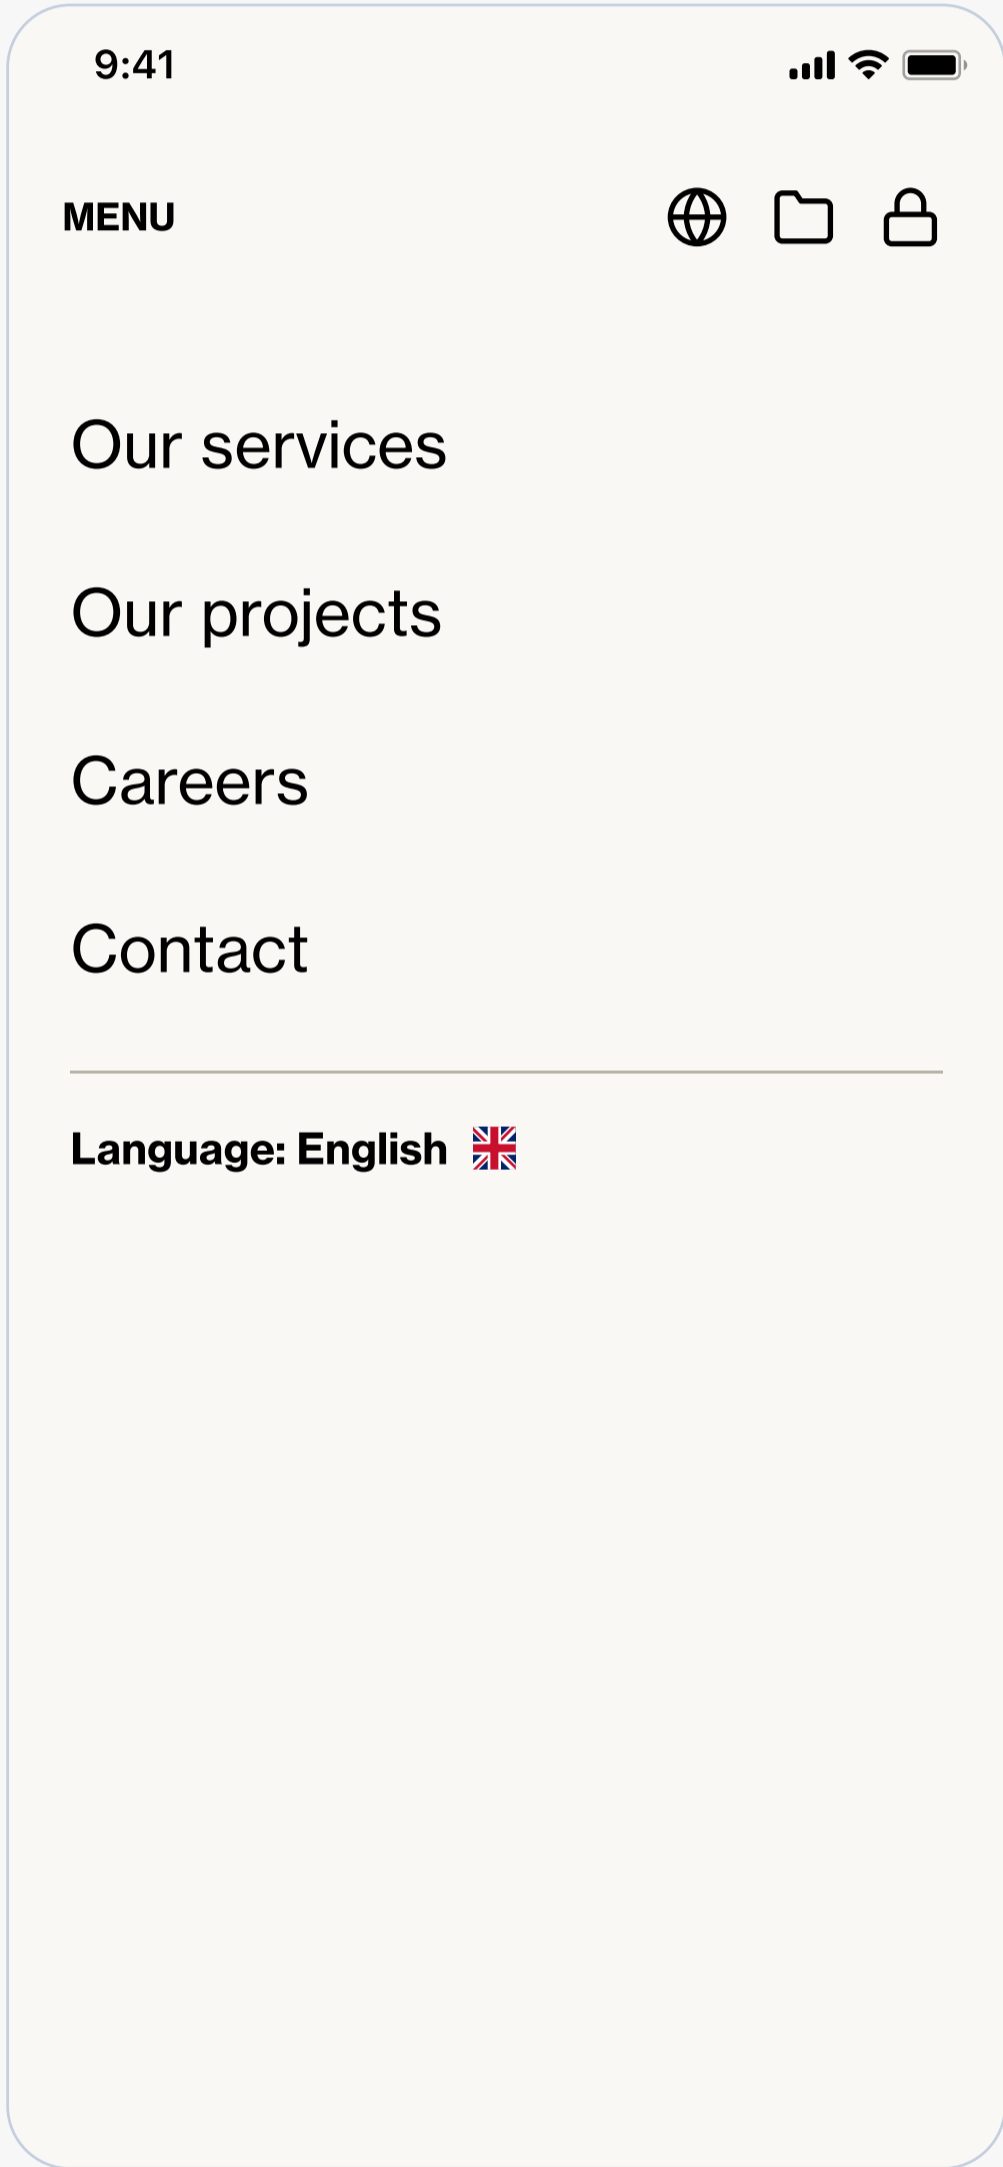 9:41
MENU
Our services
Our projects
Careers
Contact
Language: English